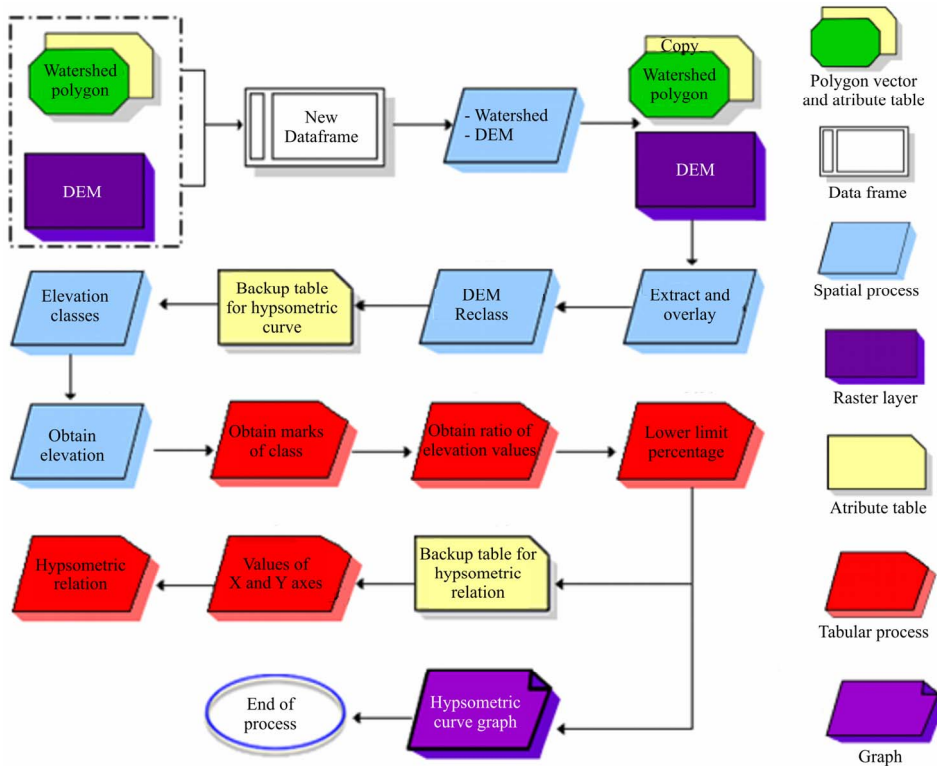 Watershed
polygon
DEM
New
Dataframe
- Watershed
- DEM
Copy
Watershed
polygon
DEM
Elevation
classes
Backup table
for hypsometric
curve
DEM
Reclass
Extract and
overlay
Obtain
elevation
Obtain marks
of class
Obtain ratio of
elevation values
Lower limit
percentage
Hypsometric
relation
Values of
X and Y axes
Backup table for
hypsometric
relation
End of
process
Hypsometric
curve graph
Polygon vector
and atribute table
Data frame
Spatial process
Raster layer
Atribute table
Tabular process
Graph